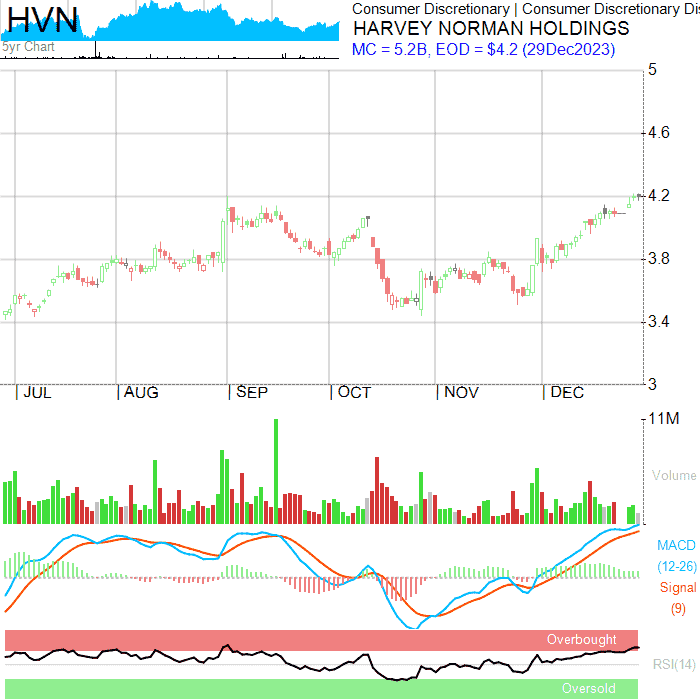 HVN
5yr Chart
Consumer Discretionary | Consumer Discretionary Dis
HARVEY NORMAN HOLDINGS
MC = 5.2B, EOD = $4.2 (29Dec2023)
5
4.6
4.2
3.8
3.4
3
| JUL | AUG | SEP | OCT | NOV | DEC
11M
Volume
MACD
(12-26)
Signal
(9)
Overbought
RSI(14)
Oversold